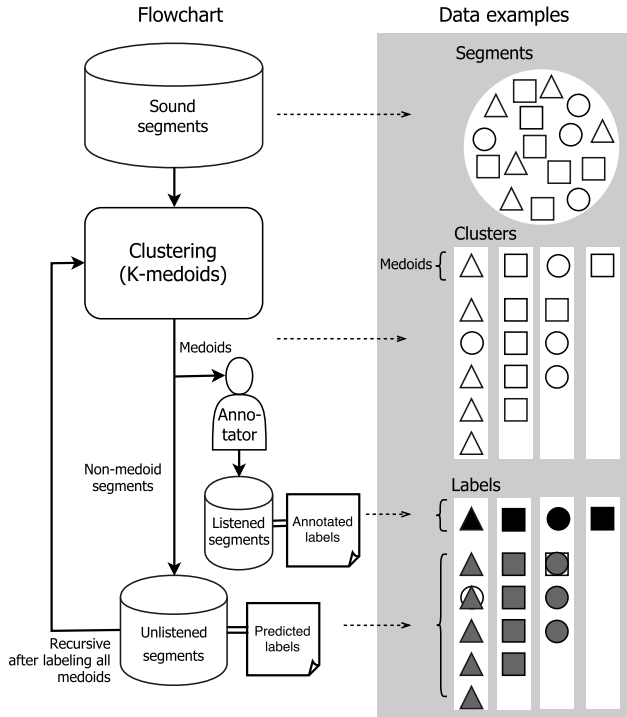 Flowchart
Data examples
Segments
Sound
segments
Clusters
Clustering
(K-medoids)
Medoids
Medoids
Anno-
tator
Non-medoid
segments
Labels
Listened
segments
Annotated
labels
Unlistened
segments
Predicted
labels
Recursive
after labeling all
medoids